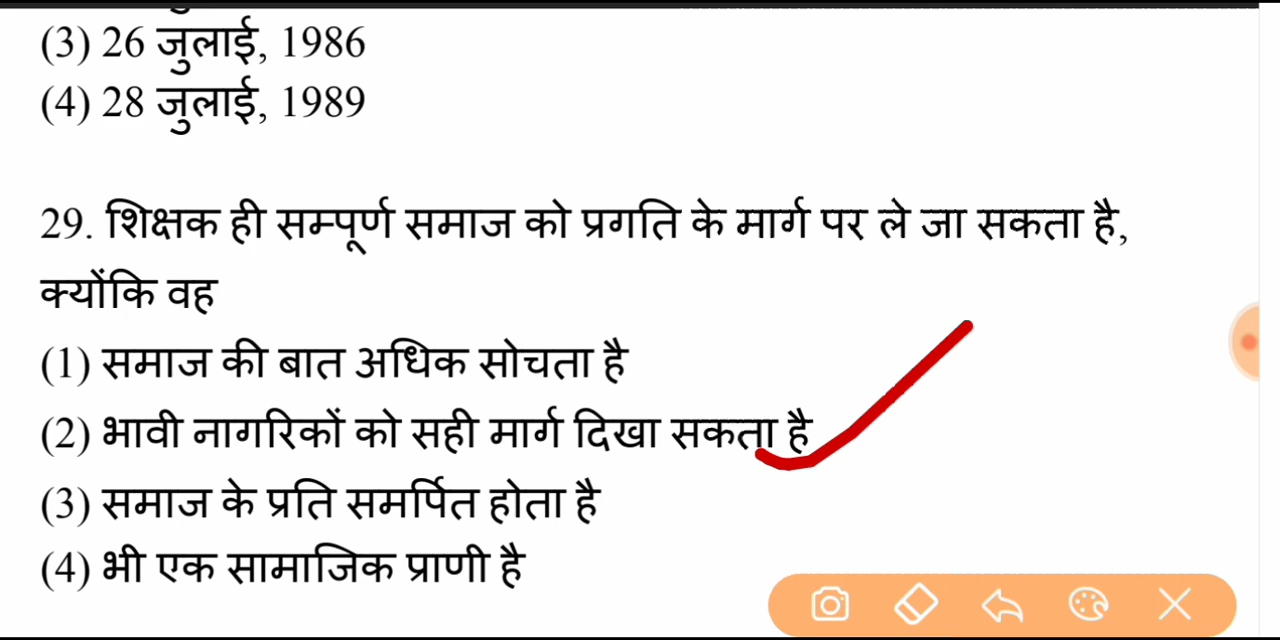 (3) 26 जुलाई, 1986
(4) 28 जुलाई, 1989
29. शिक्षक ही सम्पूर्ण समाज को प्रगति के मार्ग पर ले जा सकता है,
क्योंकि वह
(1) समाज की बात अधिक सोचता है
(2) भावी नागरिकों को सही मार्ग दिखा सकता है
(3) समाज के प्रति समर्पित होता है
(4) भी एक सामाजिक प्राणी है